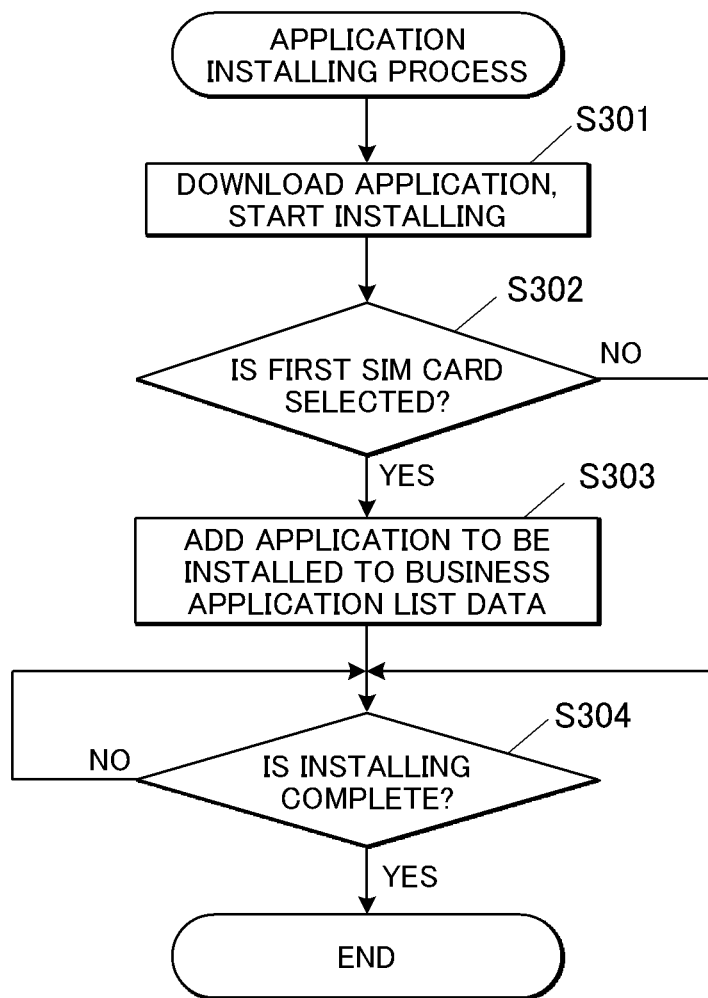 APPLICATION
INSTALLING PROCESS
S301
DOWNLOAD APPLICATION,
START INSTALLING
S302
IS FIRST SIM CARD
SELECTED?
NO
YES
S303
ADD APPLICATION TO BE
INSTALLED TO BUSINESS
APPLICATION LIST DATA
S304
IS INSTALLING
COMPLETE?
NO
YES
END